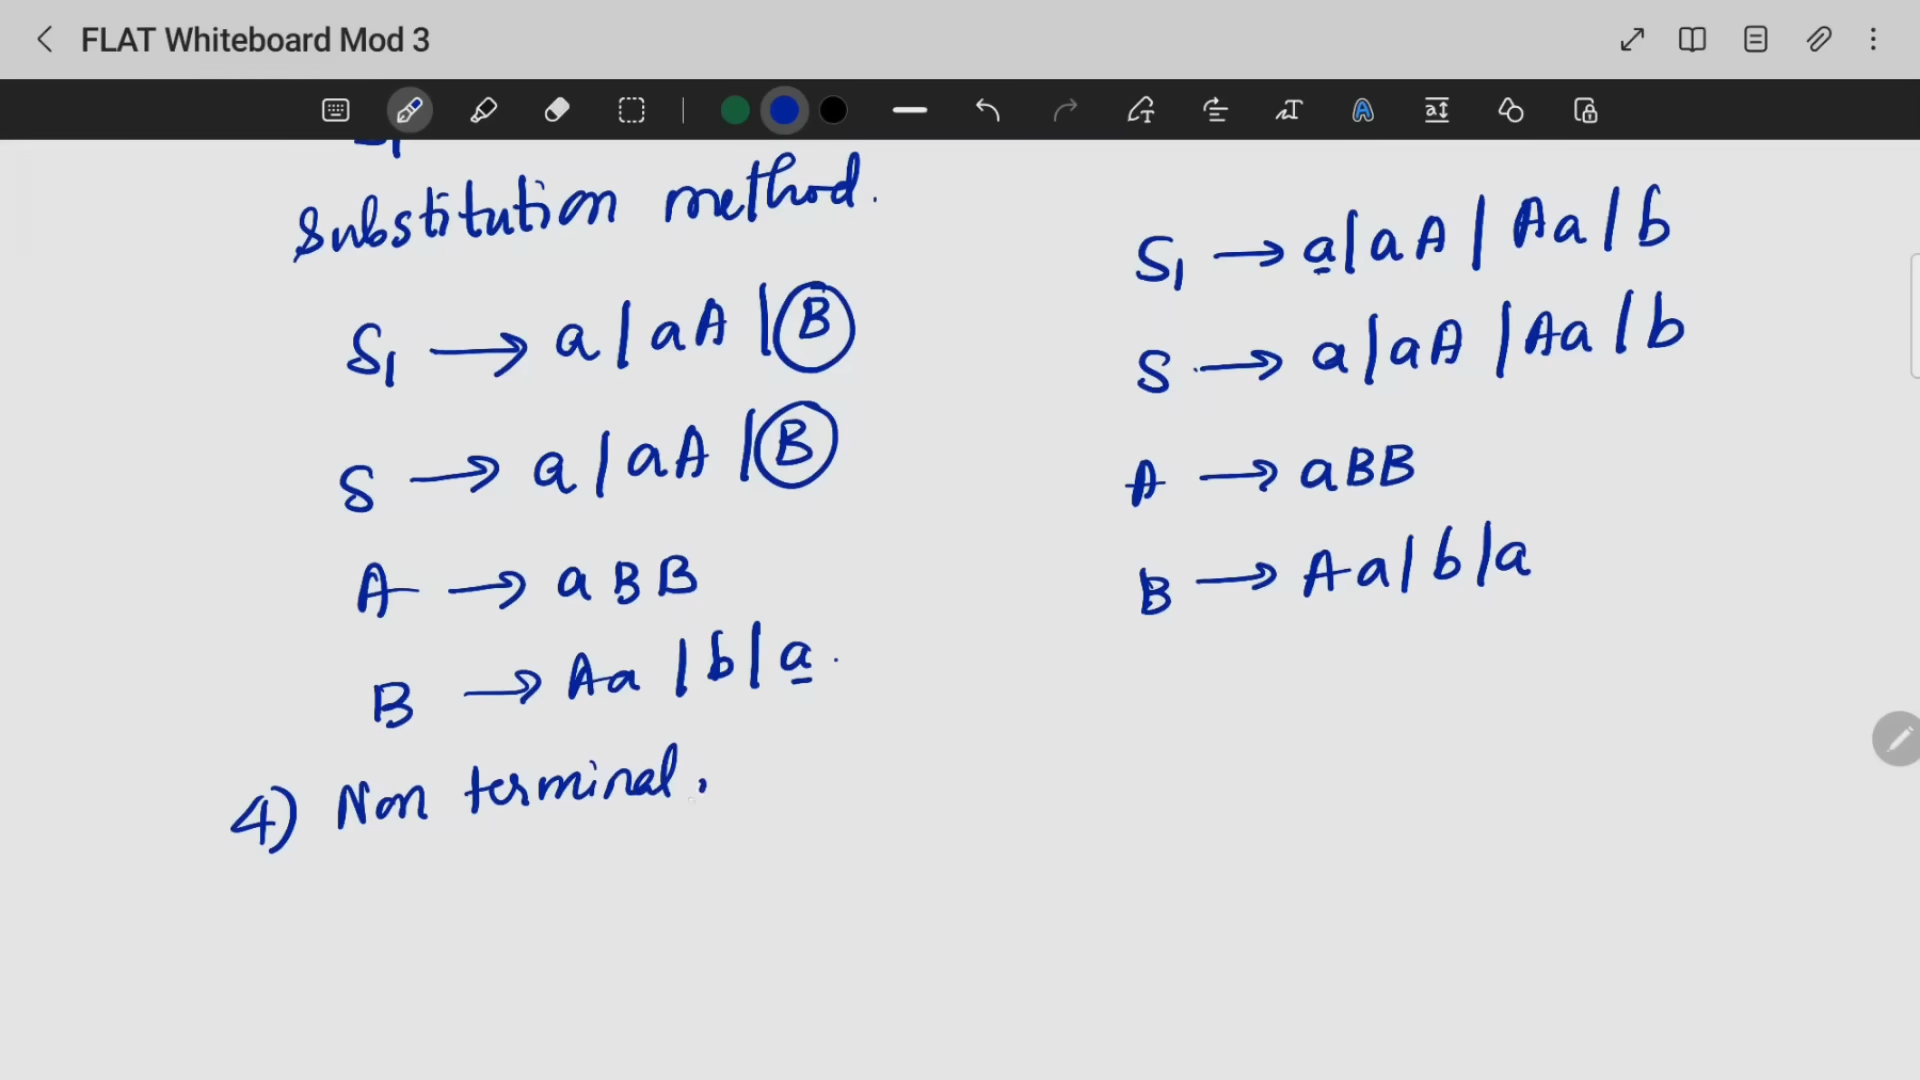 FLAT Whiteboard Mod 3
Substitution method.
S₁ → a | aA | B
S → a | aA | B
A → aBB
B → Aa | b | a.
4) Non terminal.
S₁ → a | aA | Aa | b
S → a | aA | Aa | b
A → aBB
B → Aa | b | a